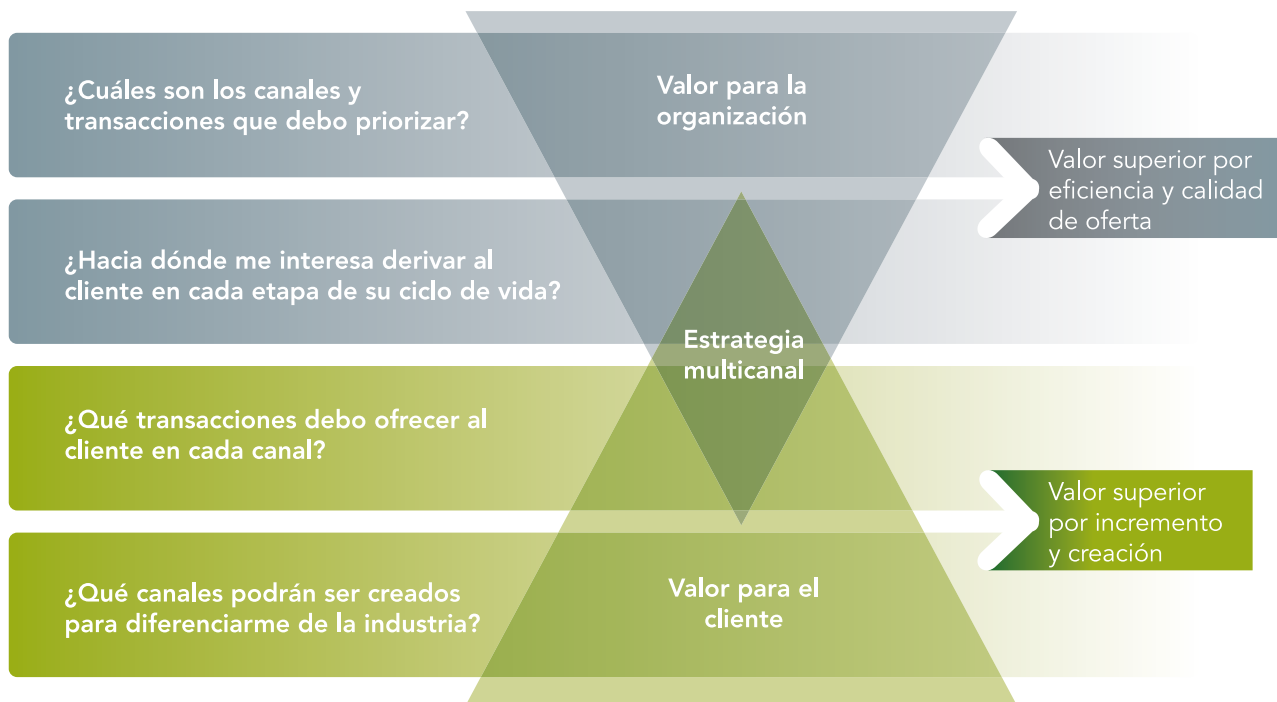 ¿Cuáles son los canales y
transacciones que debo priorizar?
Valor para la
organización
Valor superior por
eficiencia y calidad
de oferta
¿Hacia dónde me interesa derivar al
cliente en cada etapa de su ciclo de vida?
Estrategia
multicanal
¿Qué transacciones debo ofrecer al
cliente en cada canal?
Valor superior
por incremento
y creación
¿Qué canales podrán ser creados
para diferenciarme de la industria?
Valor para el
cliente